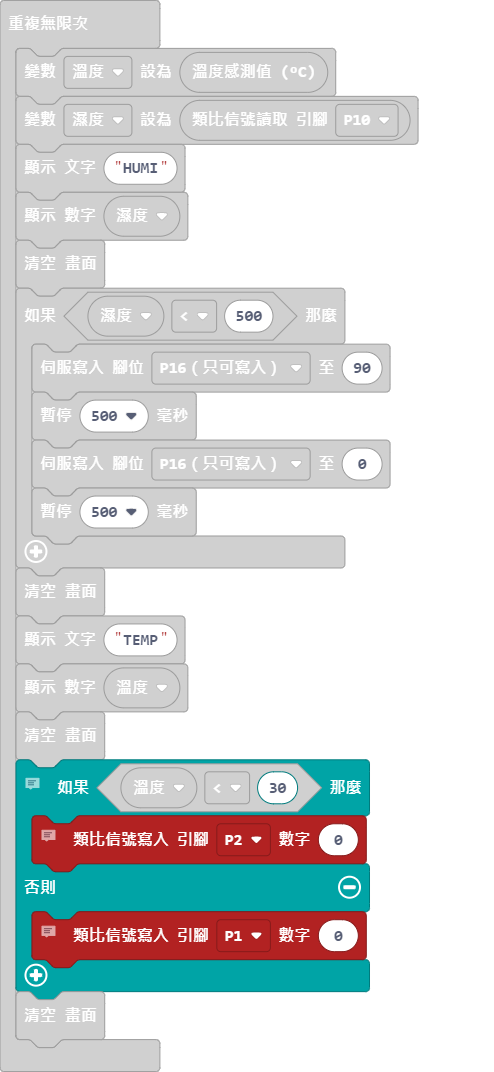 重複無限次
變數 溫度 設為 溫度感測值 (ºC)
變數 濕度 設為 類比信號讀取 引腳 P10
顯示 文字 "HUMI"
顯示 數字 濕度
清空 畫面
如果 濕度 < 500 那麼
伺服寫入 腳位 P16 ( 只可寫入 ) 至 90
暫停 500 毫秒
伺服寫入 腳位 P16 ( 只可寫入 ) 至 0
暫停 500 毫秒
清空 畫面
顯示 文字 "TEMP"
顯示 數字 溫度
清空 畫面
如果 溫度 < 30 那麼
類比信號寫入 引腳 P2 數字 0
否則
類比信號寫入 引腳 P1 數字 0
清空 畫面